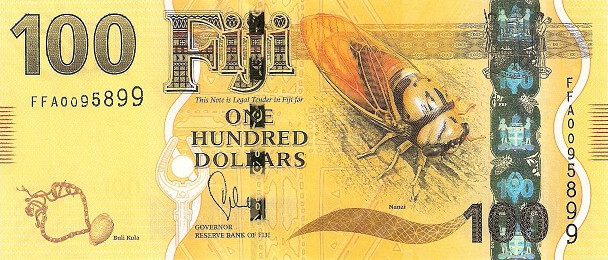 100
Fiji
FFA0095899
This Note is Legal Tender in Fiji for
ONE
HUNDRED
DOLLARS
GOVERNOR
RESERVE BANK OF FIJI
Buli Kula
Nanai
100
FFA0095899
100